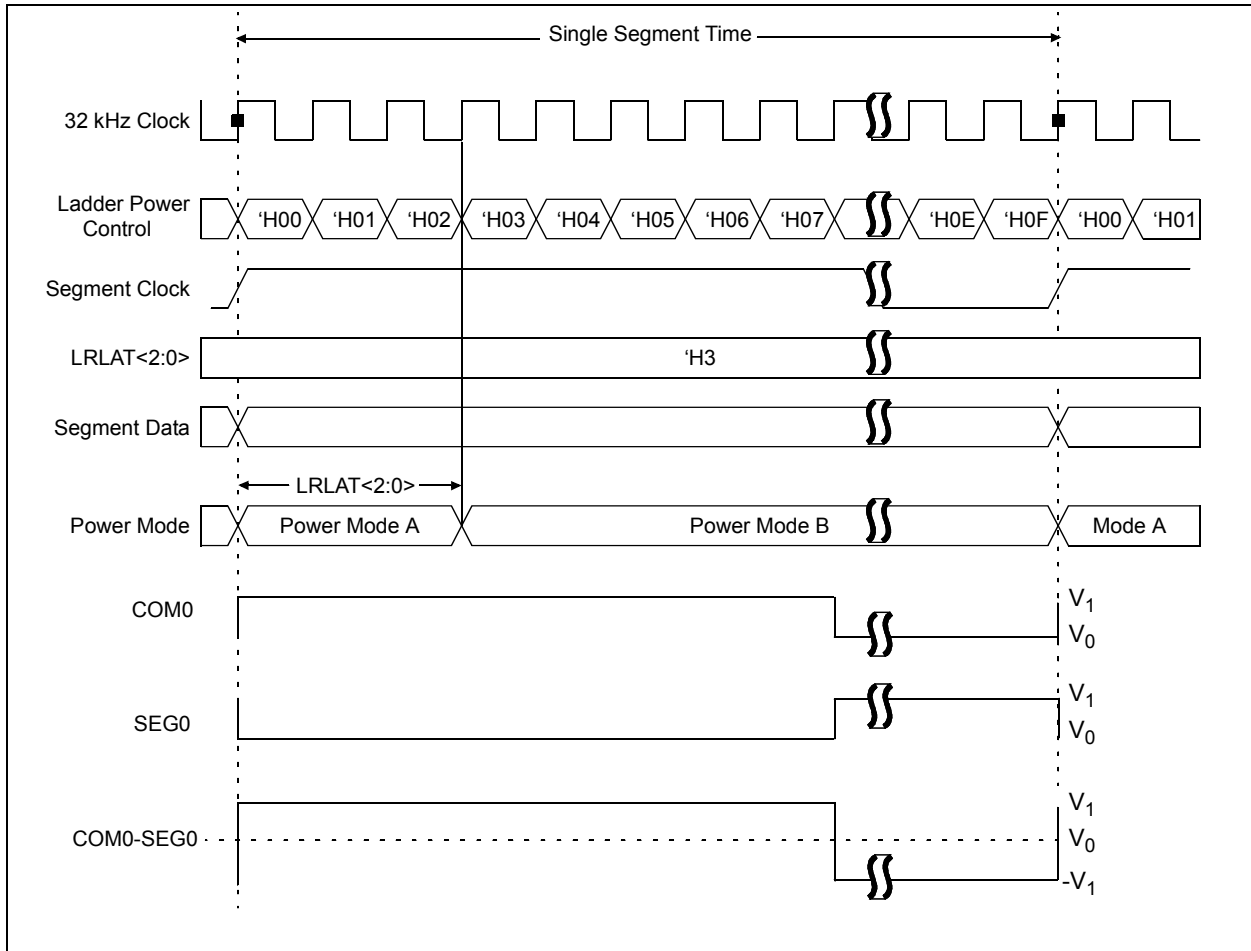 Single Segment Time
32 kHz Clock
Ladder Power
Control
‘H00 ‘H01 ‘H02 ‘H03 ‘H04 ‘H05 ‘H06 ‘H07 ‘H0E ‘H0F ‘H00 ‘H01
Segment Clock
LRLAT<2:0>
‘H3
Segment Data
LRLAT<2:0>
Power Mode
Power Mode A
Power Mode B
Mode A
COM0
V1
V0
SEG0
V1
V0
COM0-SEG0
V1
V0
-V1